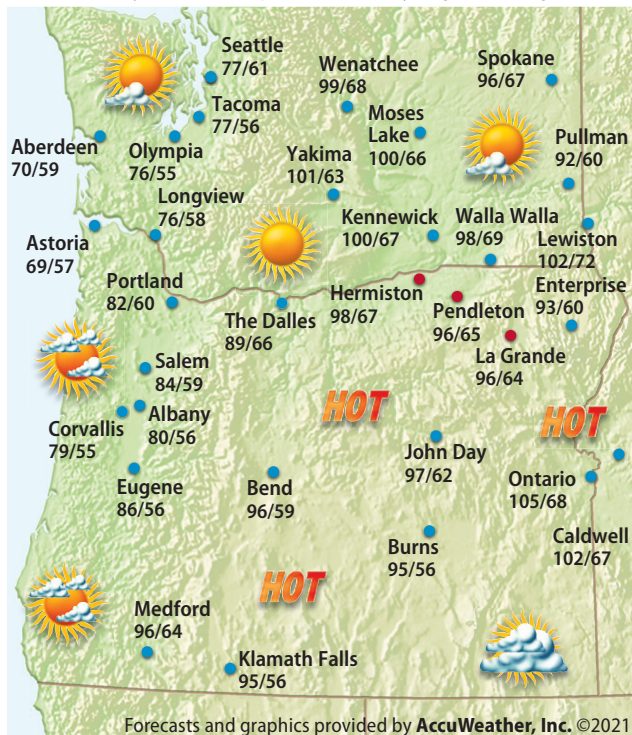 Seattle
77/61
Wenatchee
99/68
Spokane
96/67
Tacoma
77/56
Moses
Lake
100/66
Aberdeen
70/59
Olympia
76/55
Yakima
101/63
Pullman
92/60
Longview
76/58
Kennewick
100/67
Walla Walla
98/69
Lewiston
102/72
Astoria
69/57
Portland
82/60
The Dalles
89/66
Hermiston
98/67
Pendleton
96/65
Enterprise
93/60
La Grande
96/64
Salem
84/59
HOT
HOT
Albany
80/56
Corvallis
79/55
John Day
97/62
Eugene
86/56
Bend
96/59
Ontario
105/68
Burns
95/56
Caldwell
102/67
HOT
Medford
96/64
Klamath Falls
95/56
Forecasts and graphics provided by AccuWeather, Inc. ©2021